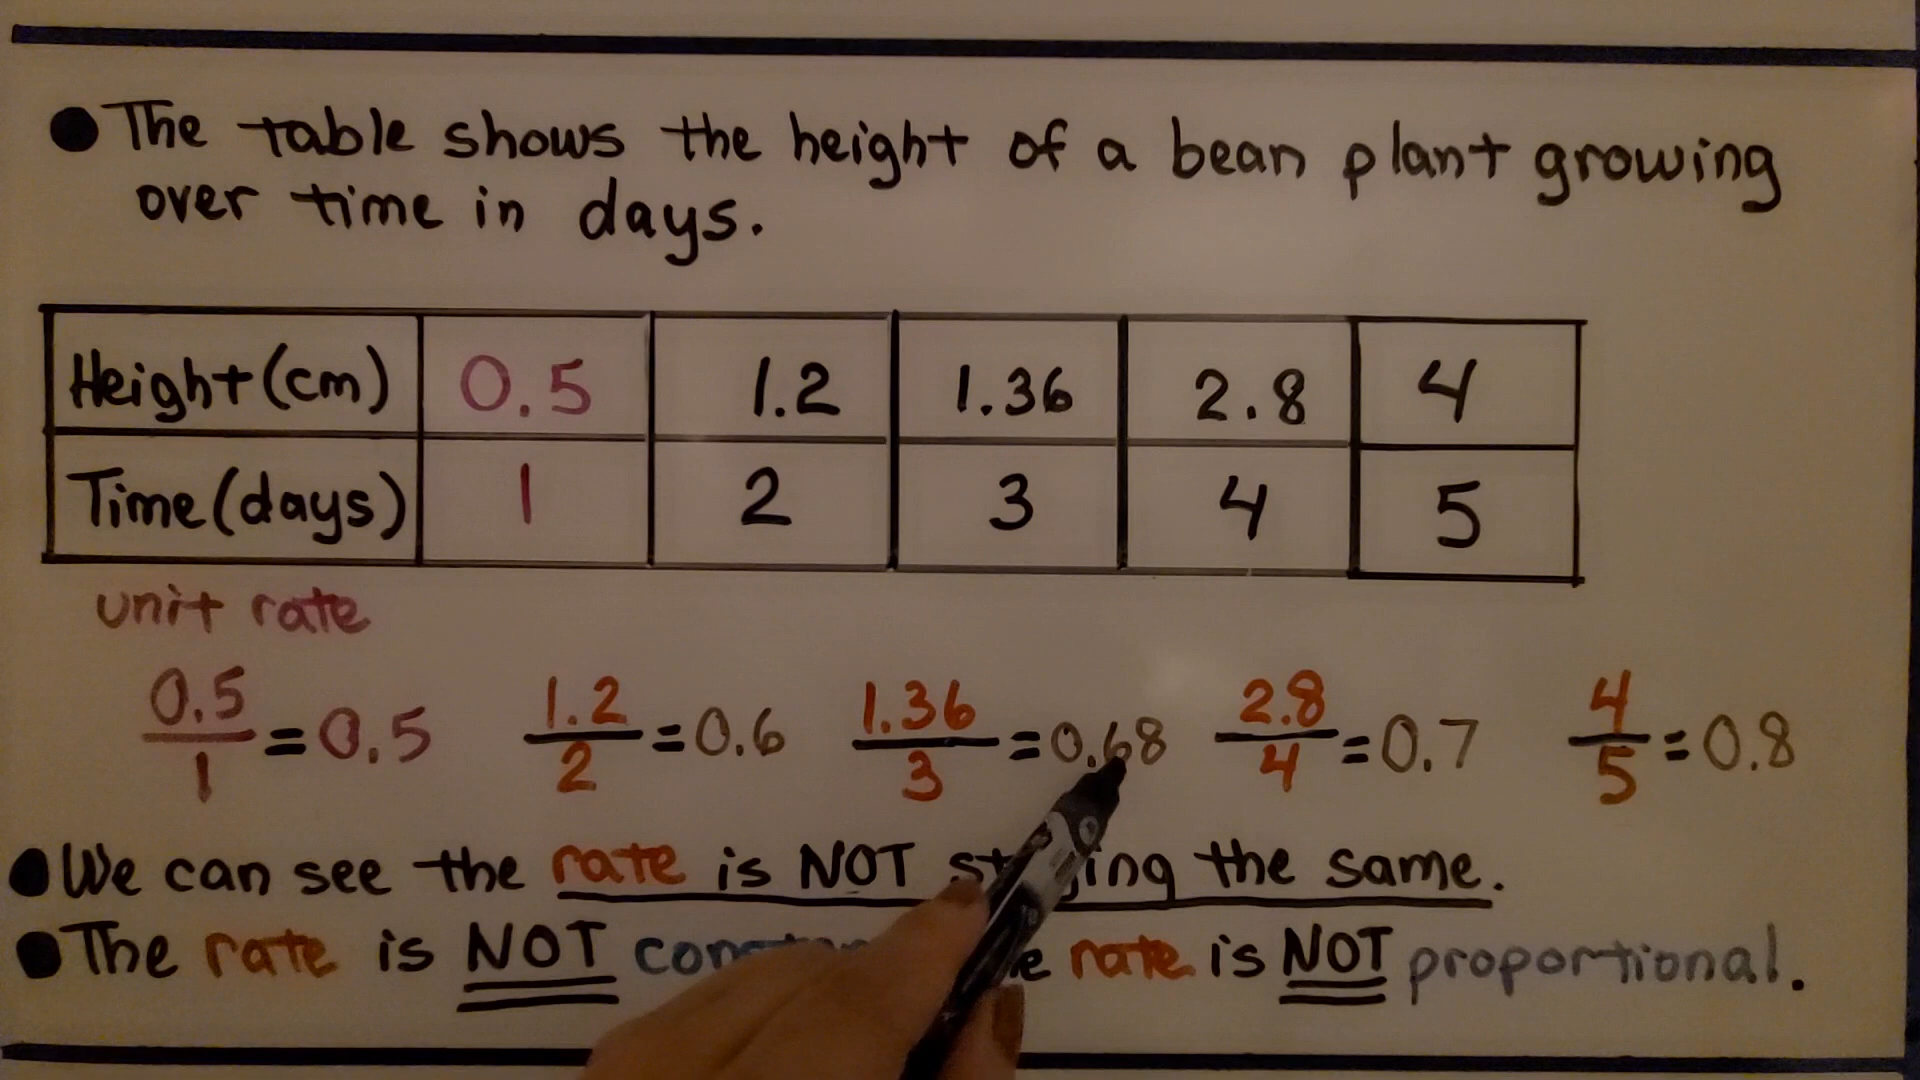 ● The table shows the height of a bean plant growing
over time in days.
Height (cm) 0.5 1.2 1.36 2.8 4
Time (days) 1 2 3 4 5
unit rate
0.5/1 = 0.5 1.2/2 = 0.6 1.36/3 = 0.68 2.8/4 = 0.7 4/5 = 0.8
● We can see the rate is NOT the same.
● The rate is NOT rate is NOT proportional.